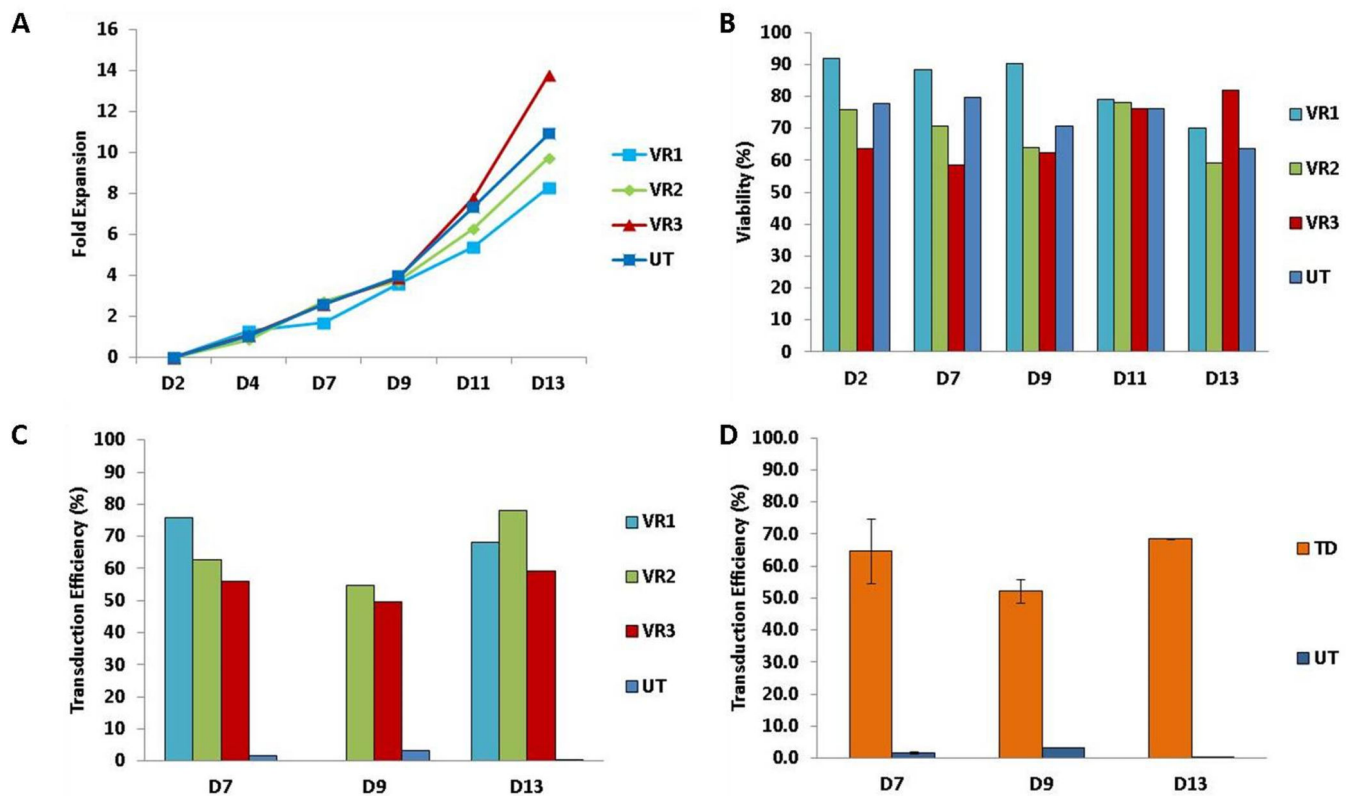 A
Fold Expansion
16
14
12
10
8
6
4
2
0
D2 D4 D7 D9 D11 D13
VR1
VR2
VR3
UT
B
Viability (%)
100
90
80
70
60
50
40
30
20
10
0
D2 D7 D9 D11 D13
VR1
VR2
VR3
UT
C
Transduction Efficiency (%)
100
90
80
70
60
50
40
30
20
10
0
D7 D9 D13
VR1
VR2
VR3
UT
D
Transduction Efficiency (%)
100.0
90.0
80.0
70.0
60.0
50.0
40.0
30.0
20.0
10.0
0.0
D7 D9 D13
TD
UT